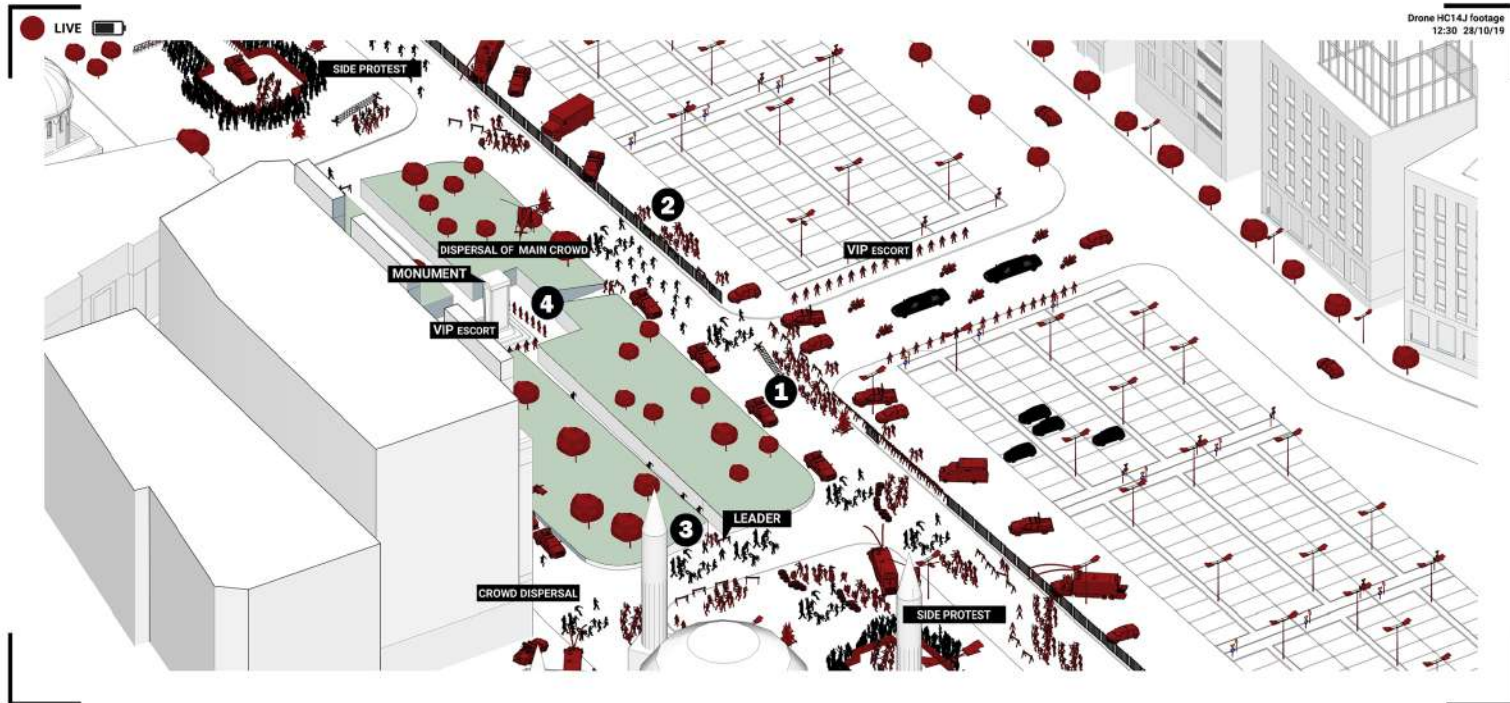 LIVE
Drone HC14J footage
12:30 28/10/19
SIDE PROTEST
2
DISPERSAL OF MAIN CROWD
VIP ESCORT
MONUMENT
4
VIP ESCORT
1
3
LEADER
CROWD DISPERSAL
SIDE PROTEST